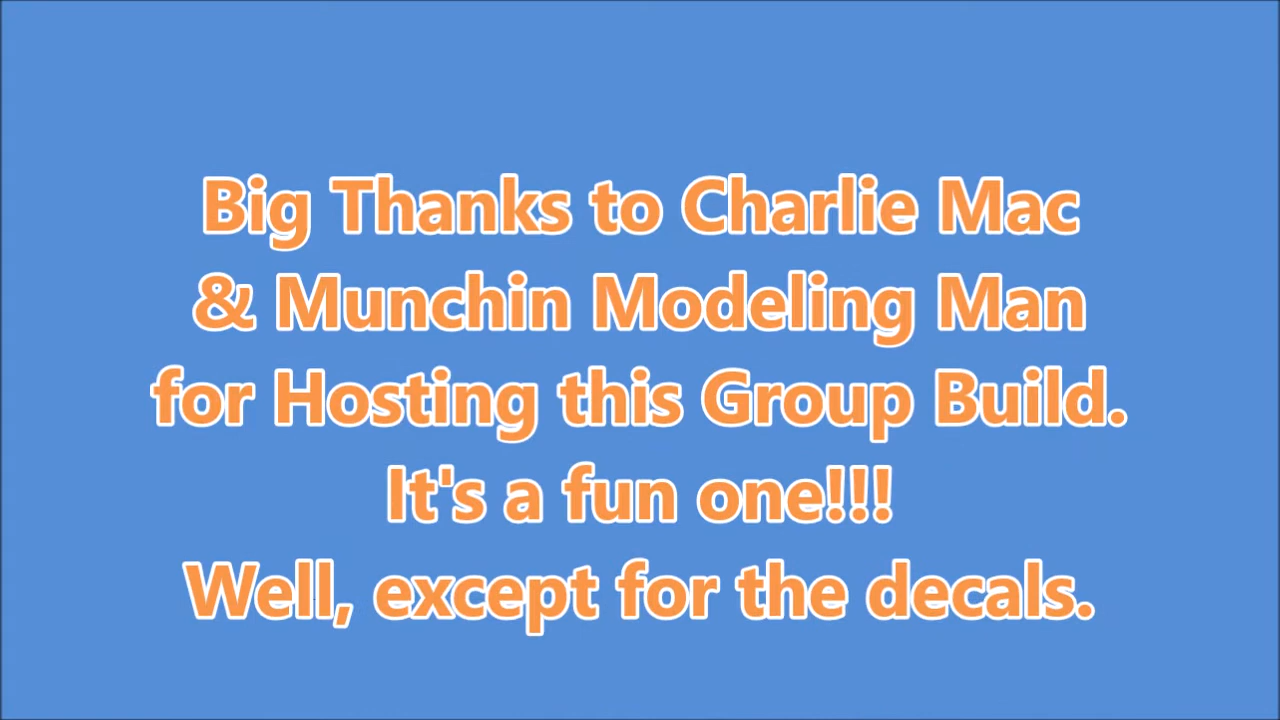 Big Thanks to Charlie Mac
& Munchin Modeling Man
for Hosting this Group Build.
It's a fun one!!!
Well, except for the decals.